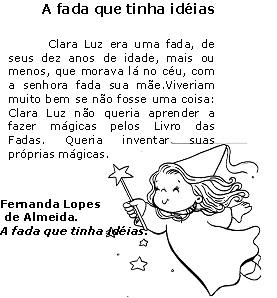 A fada que tinha idéias
Clara Luz era uma fada, de
seus dez anos de idade, mais ou
menos, que morava lá no céu, com
a senhora fada sua mãe.Viveriam
muito bem se não fosse uma coisa:
Clara Luz não queria aprender a
fazer mágicas pelos Livro das
Fadas. Queria inventar suas
próprias mágicas.
Fernanda Lopes
de Almeida.
A fada que tinha idéias.